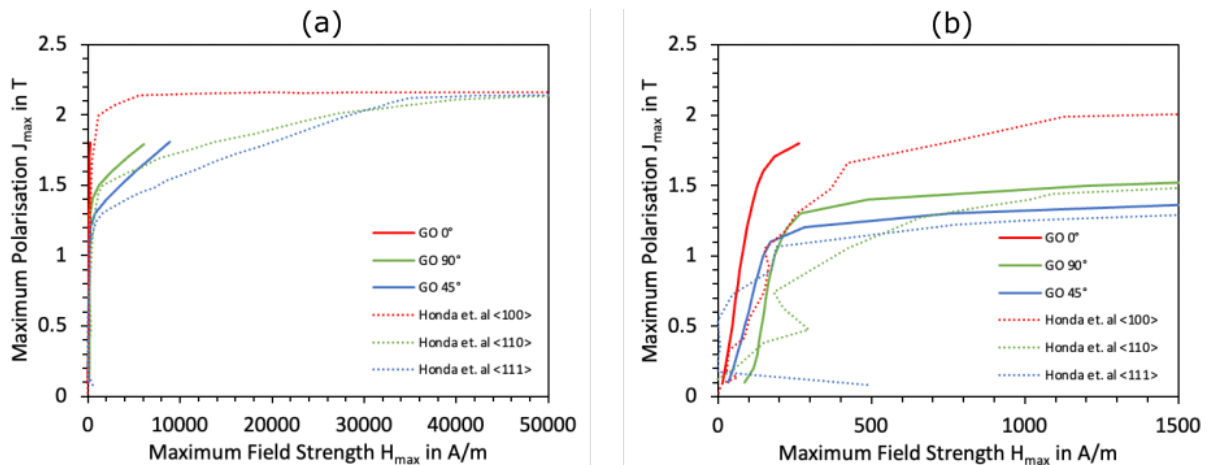 (a)
2.5
2
1.5
1
0.5
0
Maximum Polarisation Jmax in T
0 10000 20000 30000 40000 50000
Maximum Field Strength Hmax in A/m
GO 0°
GO 90°
GO 45°
Honda et. al <100>
Honda et. al <110>
Honda et. al <111>
(b)
2.5
2
1.5
1
0.5
0
Maximum Polarisation Jmax in T
0 500 1000 1500
Maximum Field Strength Hmax in A/m
GO 0°
GO 90°
GO 45°
Honda et. al <100>
Honda et. al <110>
Honda et. al <111>